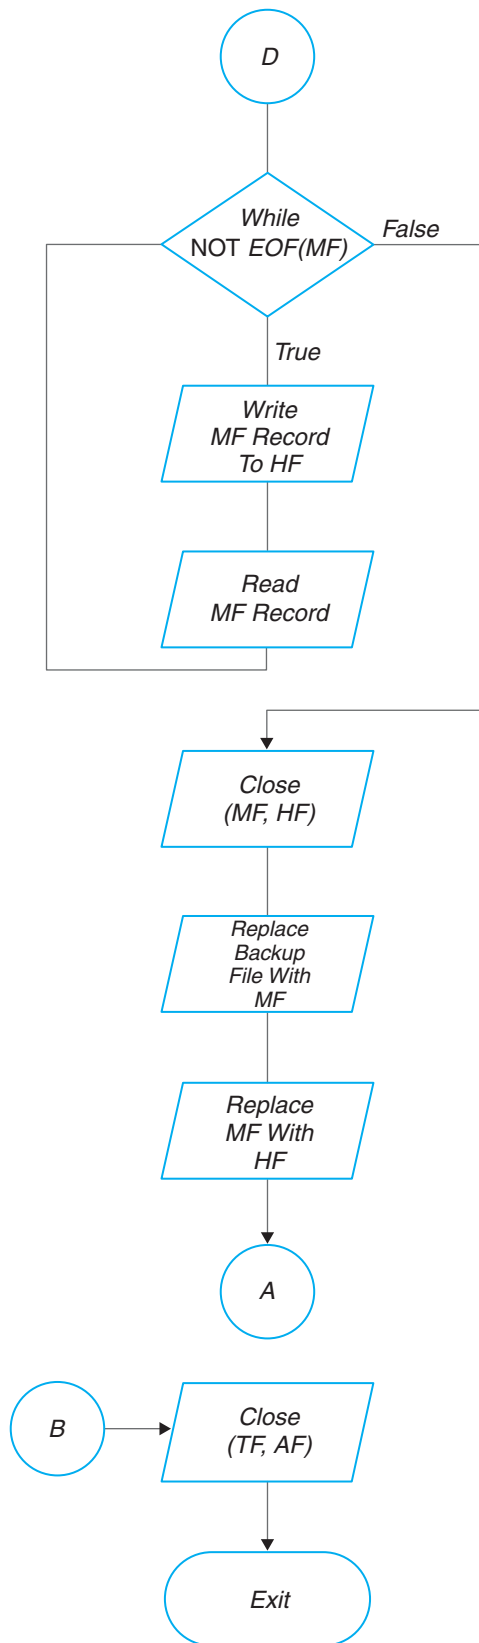 D
While
NOT EOF(MF)
False
True
Write
MF Record
To HF
Read
MF Record
Close
(MF, HF)
Replace
Backup
File With
MF
Replace
MF With
HF
A
B
Close
(TF, AF)
Exit